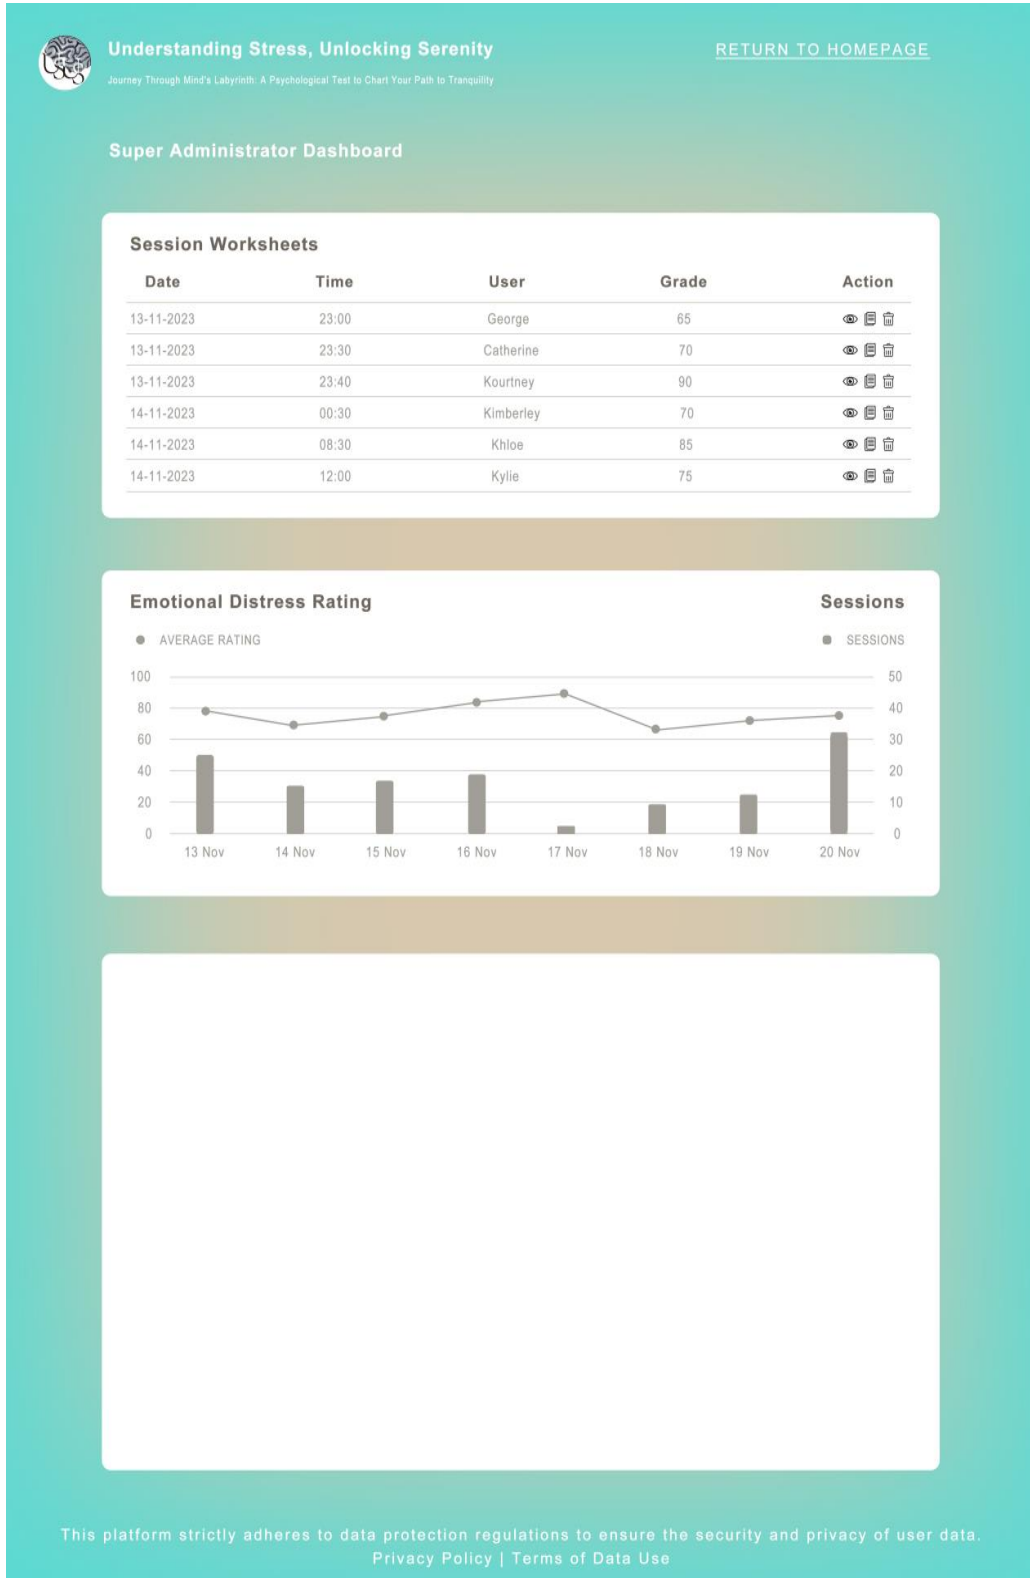 Understanding Stress, Unlocking Serenity
RETURN TO HOMEPAGE
Journey Through Mind's Labyrinth: A Psychological Test to Chart Your Path to Tranquility
Super Administrator Dashboard
Session Worksheets
Date Time User Grade Action
13-11-2023 23:00 George 65
13-11-2023 23:30 Catherine 70
13-11-2023 23:40 Kourtney 90
14-11-2023 00:30 Kimberley 70
14-11-2023 08:30 Khloe 85
14-11-2023 12:00 Kylie 75
Emotional Distress Rating Sessions
AVERAGE RATING SESSIONS
100 50
80 40
60 30
40 20
20 10
0 0
13 Nov 14 Nov 15 Nov 16 Nov 17 Nov 18 Nov 19 Nov 20 Nov
This platform strictly adheres to data protection regulations to ensure the security and privacy of user data.
Privacy Policy | Terms of Data Use